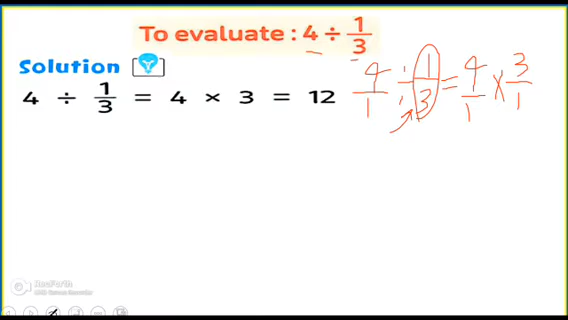 To evaluate : 4 ÷ 1/3
Solution
4 ÷ 1/3 = 4 × 3 = 12
4/1 ÷ 1/3 = 4/1 × 3/1